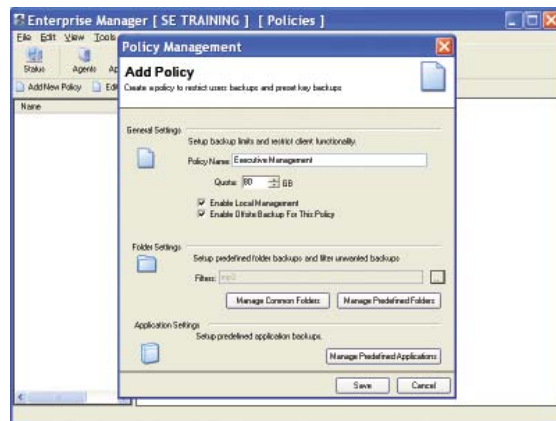 Enterprise Manager [ SE TRAINING ] [ Policies ]
File Edit View Tools
Policy Management
Status Agents Ap
Add Policy
Create a policy to restrict users backups and preset key backups
Add New Policy Edi
Name
General Settings
Setup backup limits and restrict client functionality.
Policy Name: Executive Management
Quota: 80 GB
Enable Local Management
Enable Offsite Backup For This Policy
Folder Settings
Setup predefined folder backups and filter unwanted backups
Filters: mp3
...
Manage Common Folders Manage Predefined Folders
Application Settings
Setup predefined application backups.
Manage Predefined Applications
Save Cancel